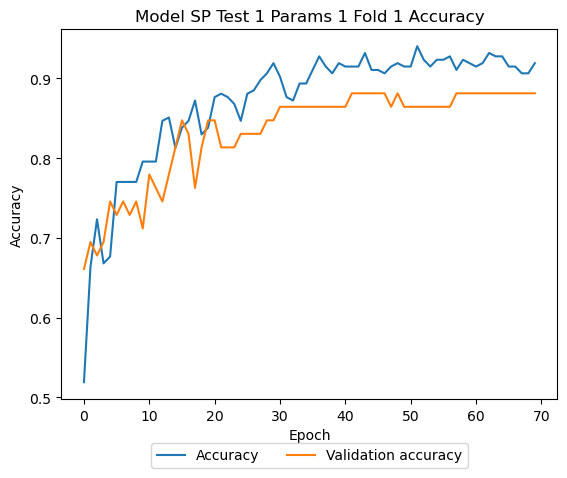 Model SP Test 1 Params 1 Fold 1 Accuracy
0.9
0.8
0.7
0.6
0.5
Accuracy
0 10 20 30 40 50 60 70
Epoch
Accuracy Validation accuracy